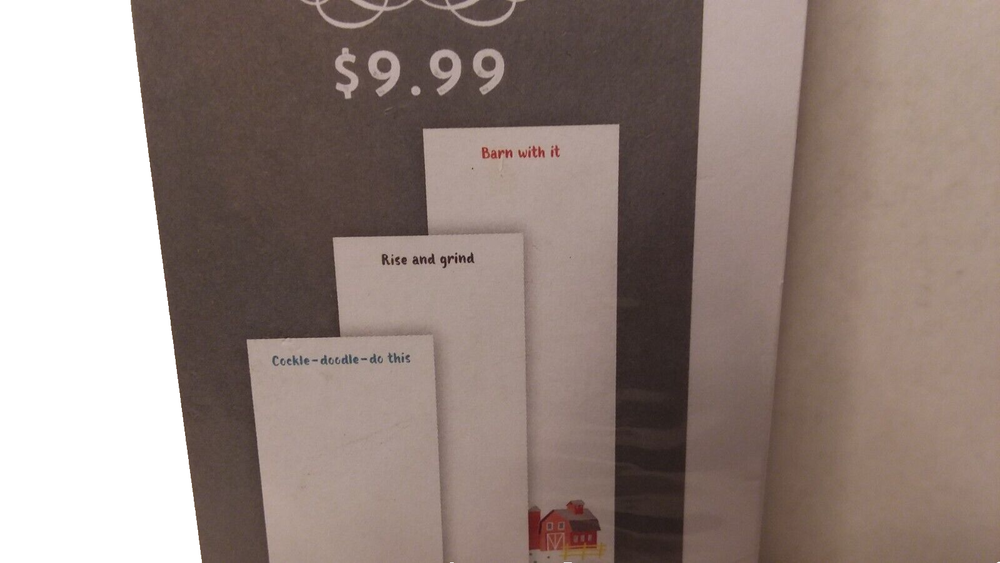 $9.99
Barn with it
Rise and grind
Cockle-doodle-do this